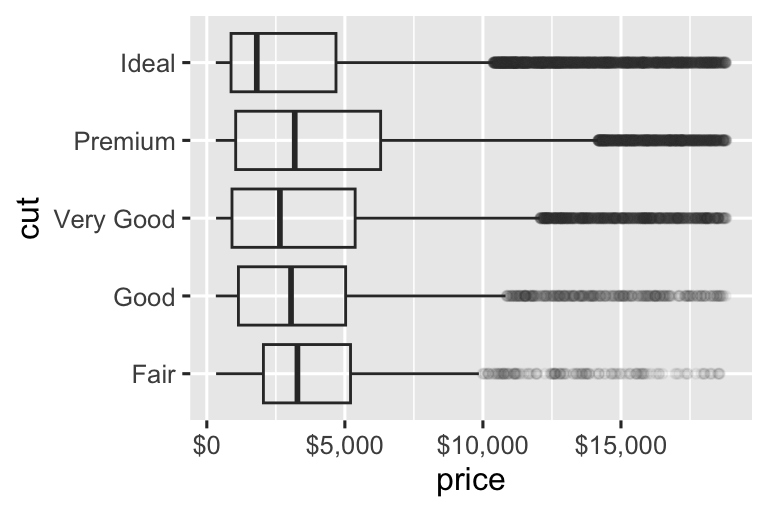 Ideal
Premium
Very Good
Good
Fair
cut
$0 $5,000 $10,000 $15,000
price